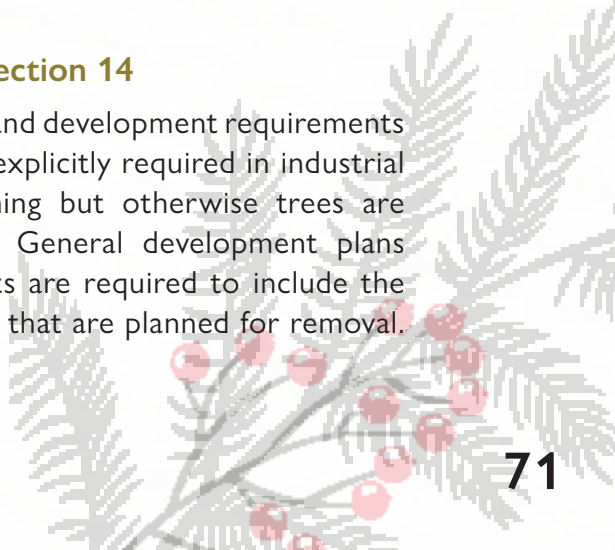 ection 14
and development requirements
explicitly required in industrial
ning but otherwise trees are
General development plans
ts are required to include the
that are planned for removal.
71